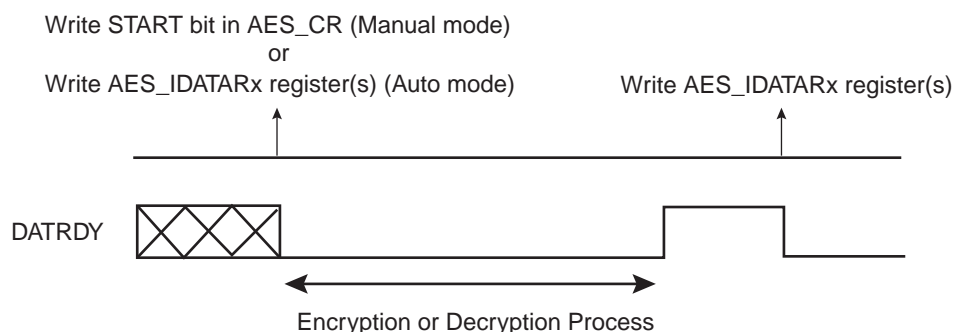 Write START bit in AES_CR (Manual mode)
or
Write AES_IDATARx register(s) (Auto mode)
Write AES_IDATARx register(s)
DATRDY
Encryption or Decryption Process